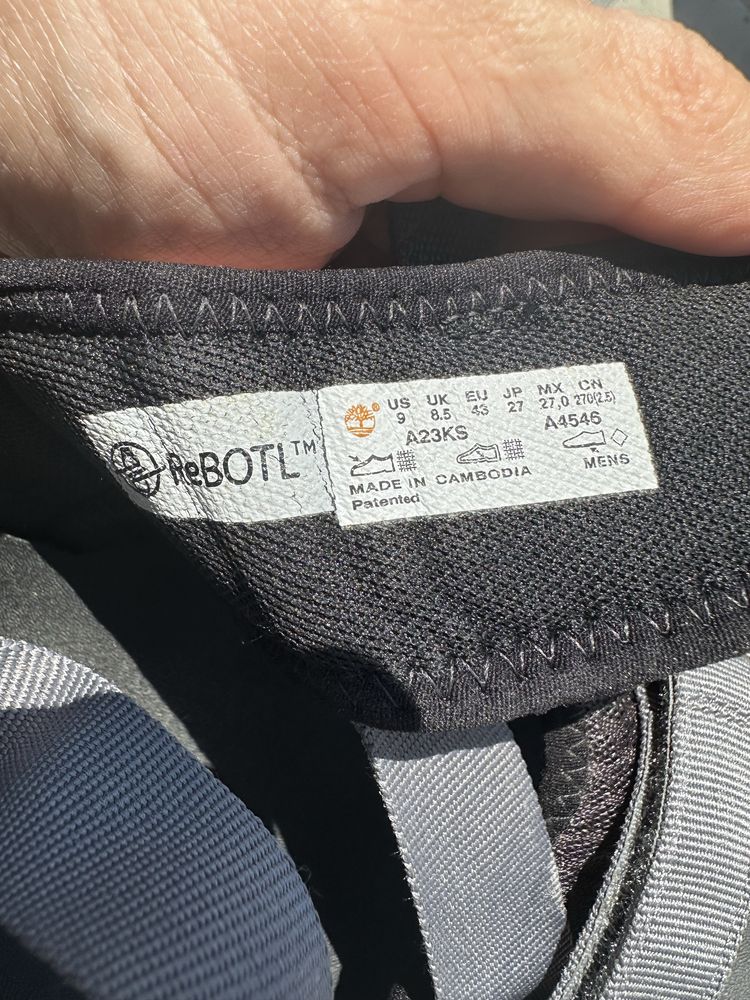 ReBOTL™
® US UK EU JP MX CN
9 8.5 43 27 27,0 270(2.5)
A23KS A4546
MENS
MADE IN CAMBODIA
Patented